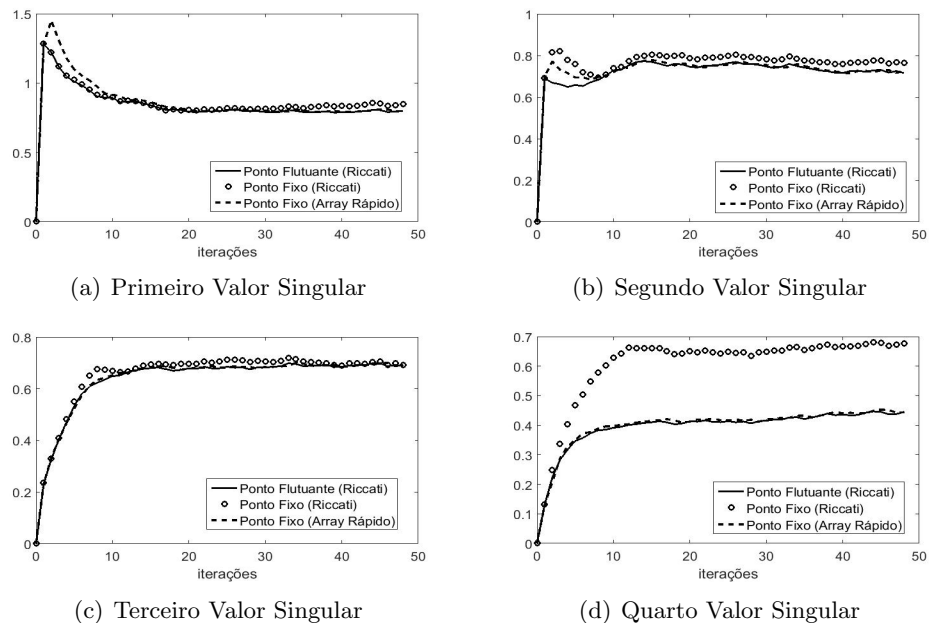 1.5
1
0.5
0
0 10 20 30 40 50
iterações
Ponto Flutuante (Riccati)
Ponto Fixo (Riccati)
Ponto Fixo (Array Rápido)
(a) Primeiro Valor Singular
1
0.8
0.6
0.4
0.2
0
0 10 20 30 40 50
iterações
Ponto Flutuante (Riccati)
Ponto Fixo (Riccati)
Ponto Fixo (Array Rápido)
(b) Segundo Valor Singular
0.8
0.6
0.4
0.2
0
0 10 20 30 40 50
iterações
Ponto Flutuante (Riccati)
Ponto Fixo (Riccati)
Ponto Fixo (Array Rápido)
(c) Terceiro Valor Singular
0.7
0.6
0.5
0.4
0.3
0.2
0.1
0
0 10 20 30 40 50
iterações
Ponto Flutuante (Riccati)
Ponto Fixo (Riccati)
Ponto Fixo (Array Rápido)
(d) Quarto Valor Singular